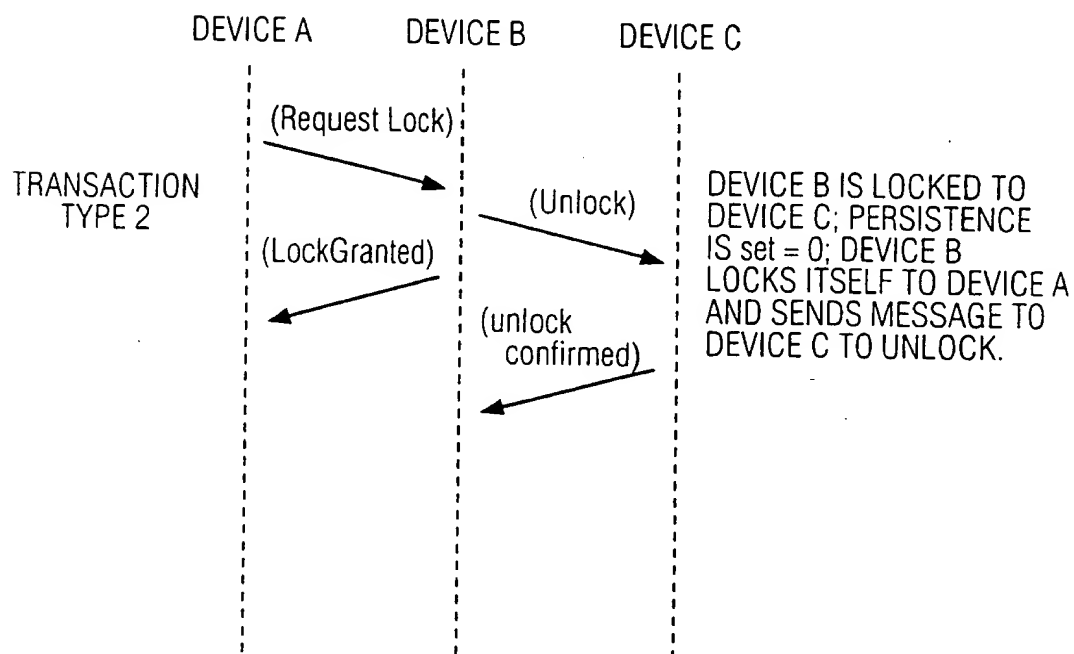 DEVICE A DEVICE B DEVICE C
(Request Lock)
TRANSACTION
TYPE 2
(Unlock)
(LockGranted)
(unlock
confirmed)
DEVICE B IS LOCKED TO
DEVICE C; PERSISTENCE
IS set = 0; DEVICE B
LOCKS ITSELF TO DEVICE A
AND SENDS MESSAGE TO
DEVICE C TO UNLOCK.